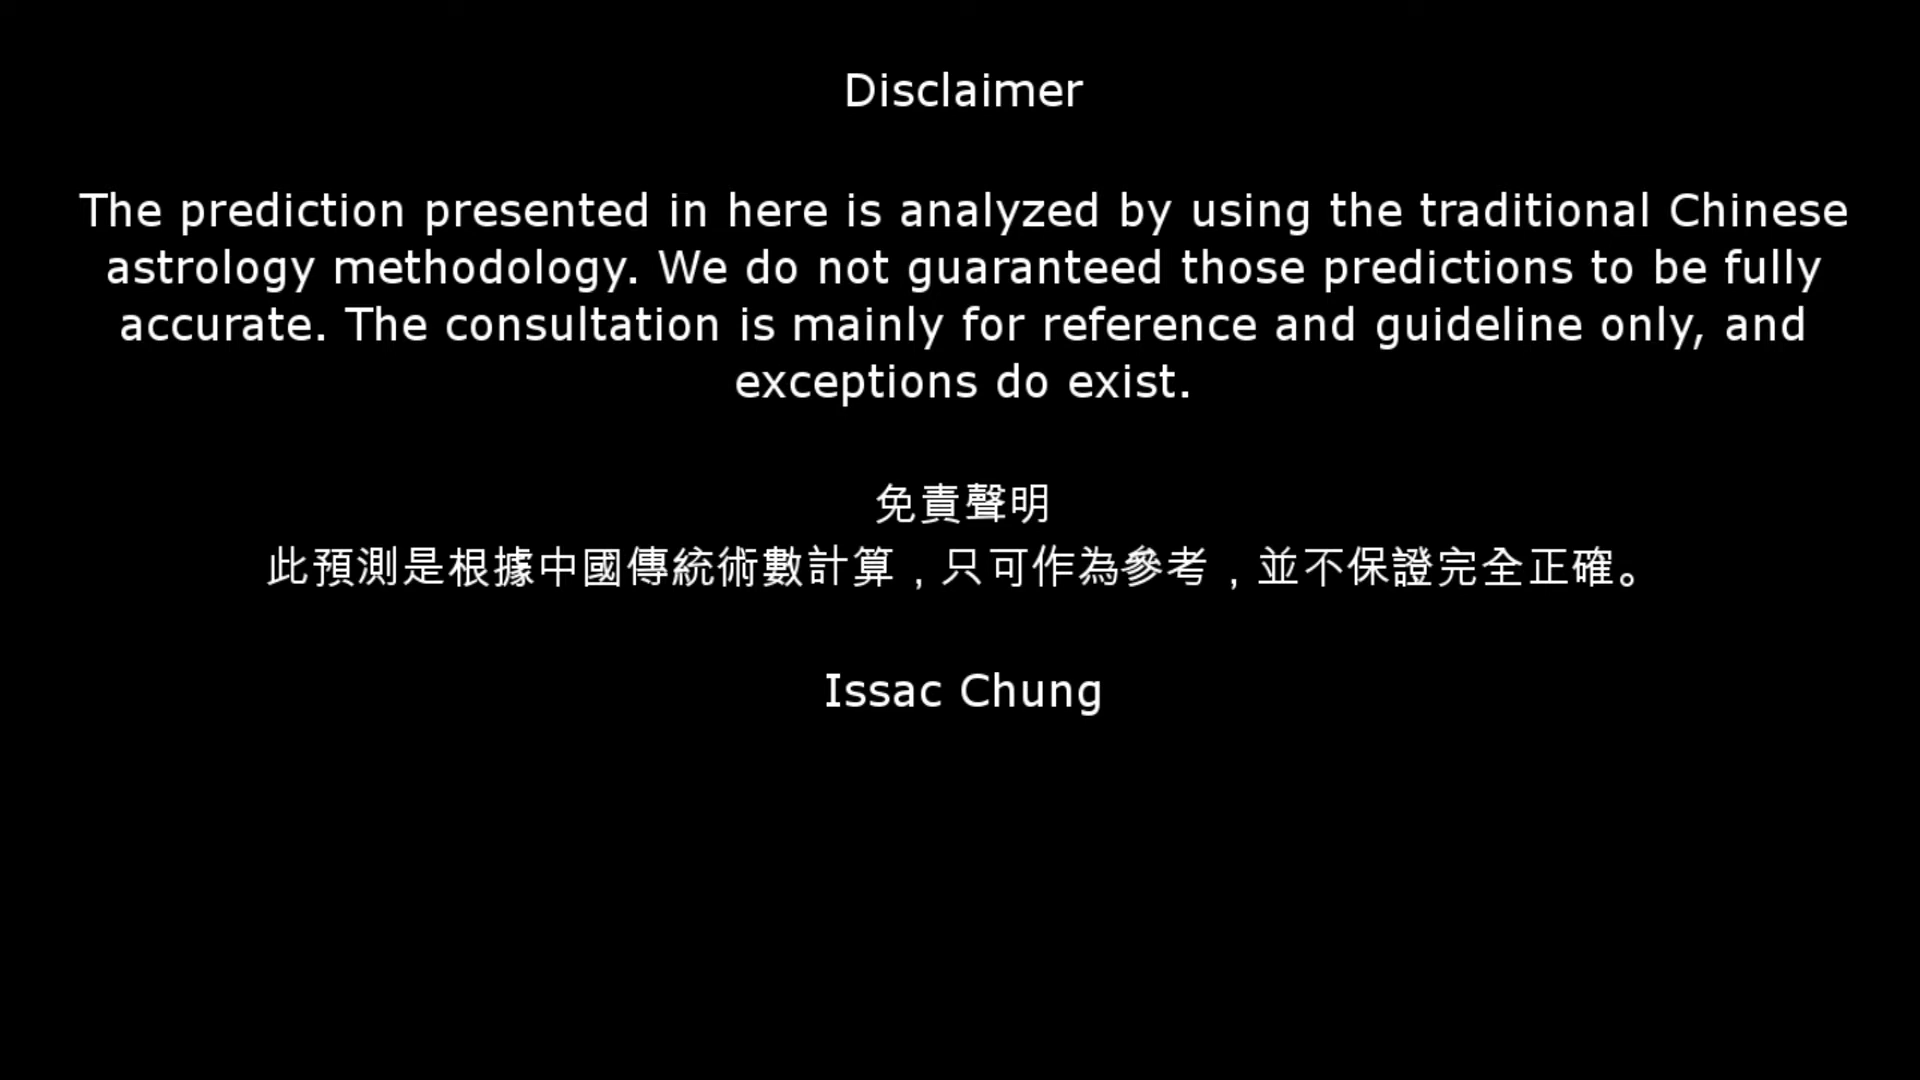 Disclaimer
The prediction presented in here is analyzed by using the traditional Chinese
astrology methodology. We do not guaranteed those predictions to be fully
accurate. The consultation is mainly for reference and guideline only, and
exceptions do exist.
免責聲明
此預測是根據中國傳統術數計算，只可作為參考，並不保證完全正確。
Issac Chung